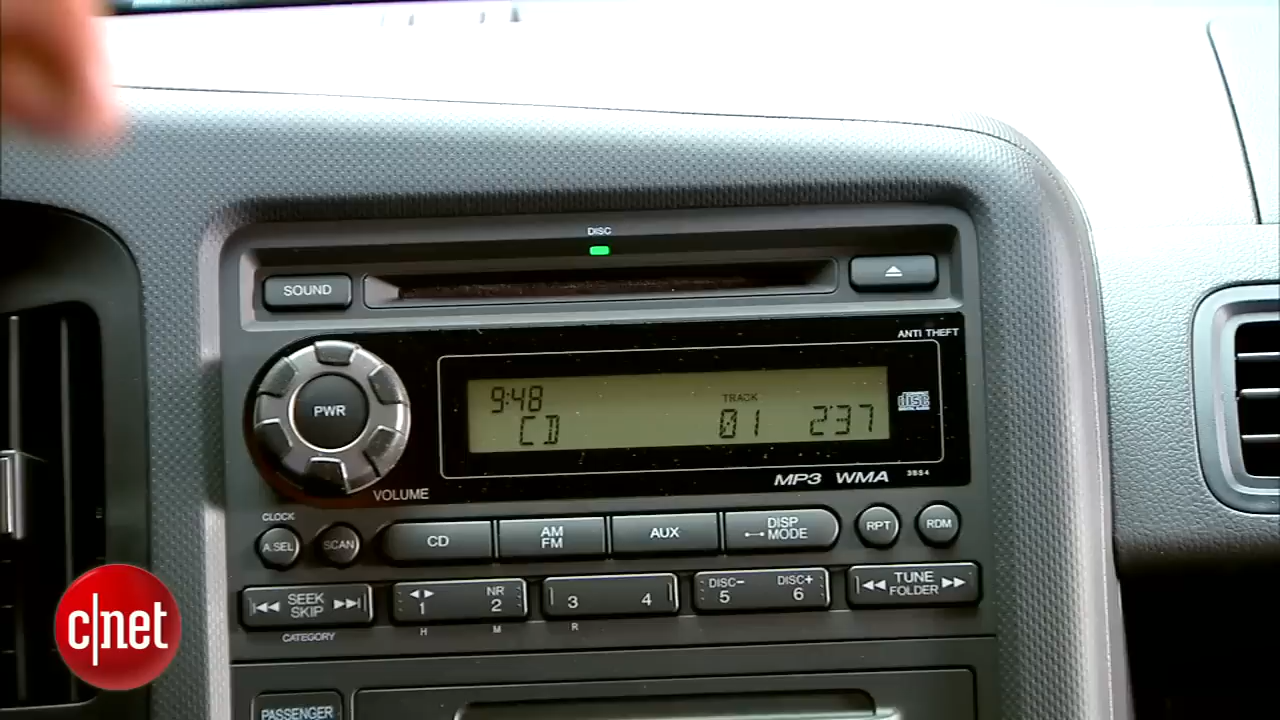 DISC
SOUND
ANTI THEFT
PWR
9:48
TRACK
CD 01 2:37
disc
MP3 WMA 3BS4
VOLUME
CLOCK
A.SEL SCAN CD AM FM AUX DISP MODE RPT RDM
SEEK SKIP 1 NR 2 3 4 DISC- 5 DISC+ 6 TUNE FOLDER
CATEGORY H M R
c|net
PASSENGER